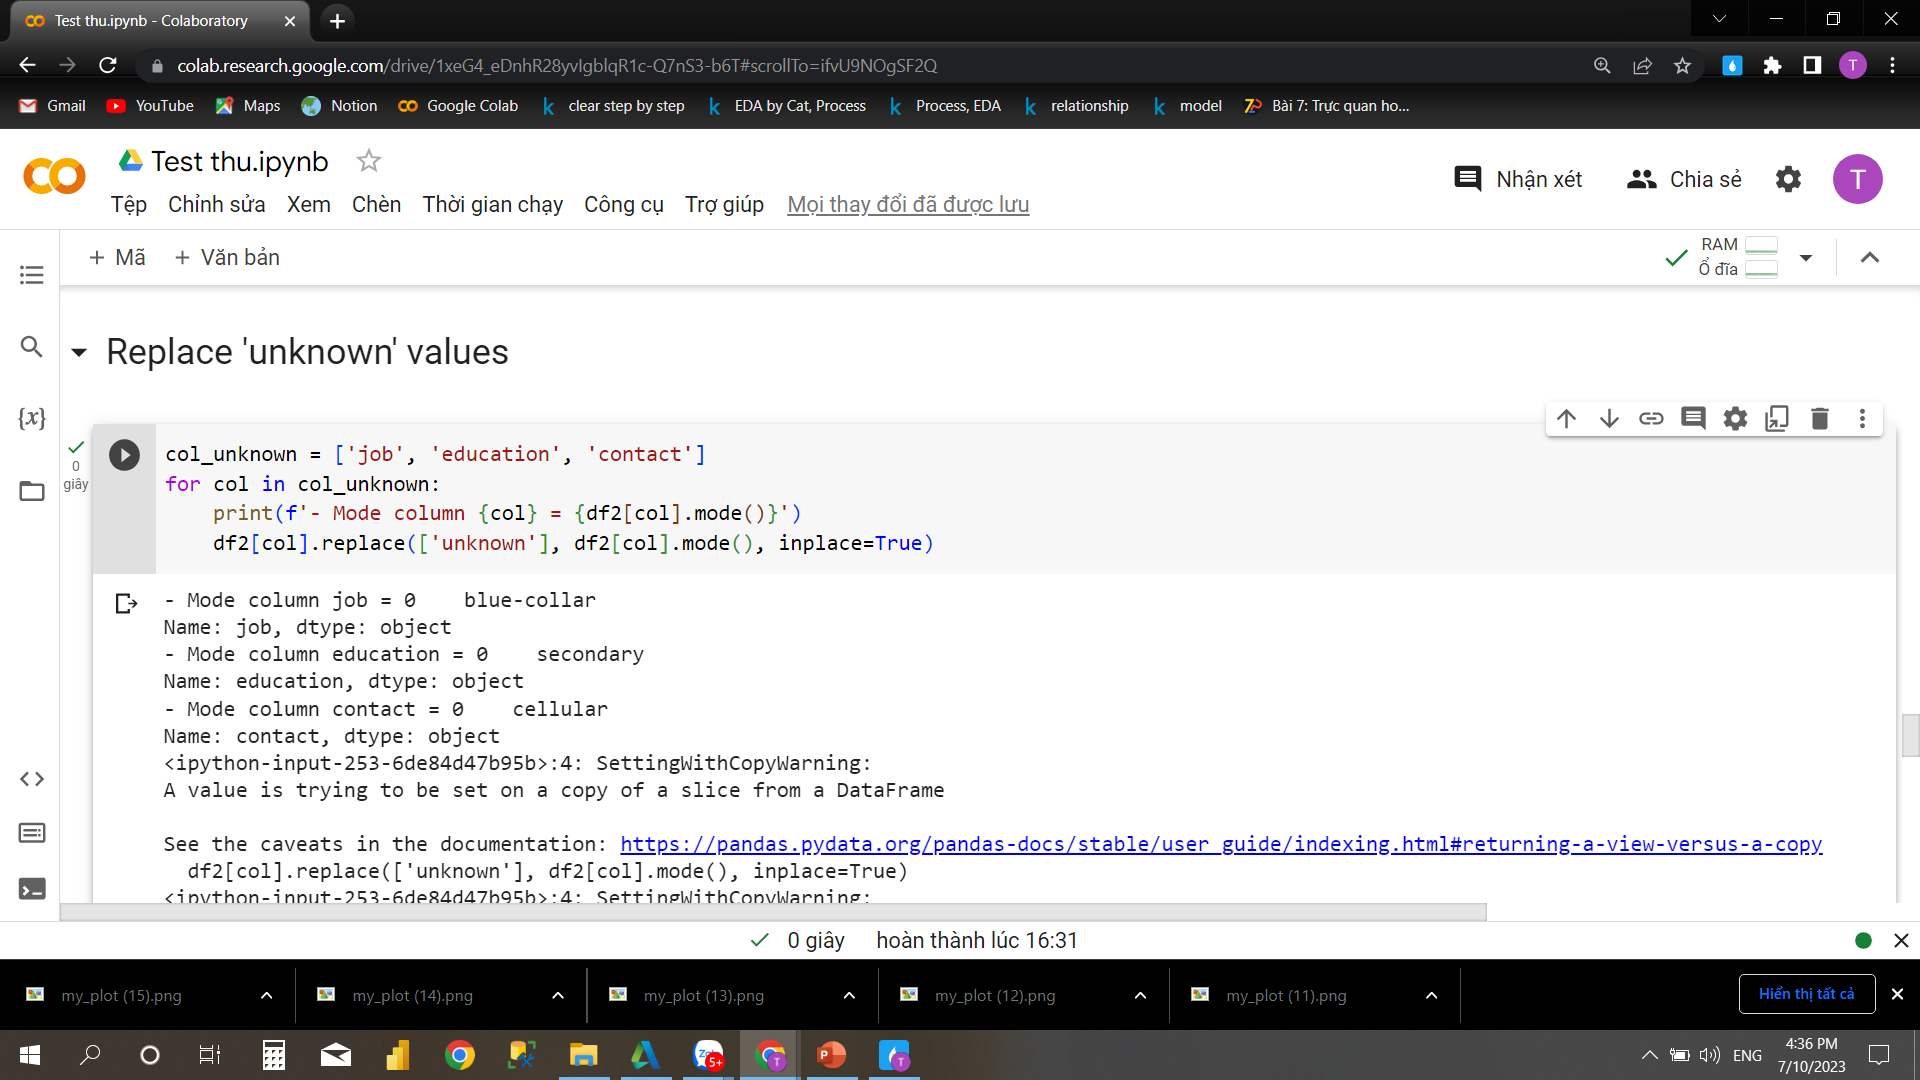 Test thu.ipynb - Colaboratory
colab.research.google.com/drive/1xeG4_eDnhR28yvIgblqR1c-Q7nS3-b6T#scrollTo=ifvU9NOgSF2Q
T
Gmail YouTube Maps Notion Google Colab clear step by step EDA by Cat, Process Process, EDA relationship model Bài 7: Trực quan ho...
Test thu.ipynb
Nhận xét Chia sẻ T
Tệp Chỉnh sửa Xem Chèn Thời gian chạy Công cụ Trợ giúp Mọi thay đổi đã được lưu
+ Mã + Văn bản
RAM
Ổ đĩa
Replace 'unknown' values
{x}
0
giây
col_unknown = ['job', 'education', 'contact']
for col in col_unknown:
print(f'- Mode column {col} = {df2[col].mode()}')
df2[col].replace(['unknown'], df2[col].mode(), inplace=True)
- Mode column job = 0 blue-collar
Name: job, dtype: object
- Mode column education = 0 secondary
Name: education, dtype: object
- Mode column contact = 0 cellular
Name: contact, dtype: object
<ipython-input-253-6de84d47b95b>:4: SettingWithCopyWarning:
A value is trying to be set on a copy of a slice from a DataFrame
See the caveats in the documentation: https://pandas.pydata.org/pandas-docs/stable/user_guide/indexing.html#returning-a-view-versus-a-copy
df2[col].replace(['unknown'], df2[col].mode(), inplace=True)
<ipython-input-253-6de84d47b95b>:4: SettingWithCopyWarning:
0 giây hoàn thành lúc 16:31
my_plot (15).png my_plot (14).png my_plot (13).png my_plot (12).png my_plot (11).png Hiển thị tất cả
5+
T
P
T
ENG
4:36 PM
7/10/2023